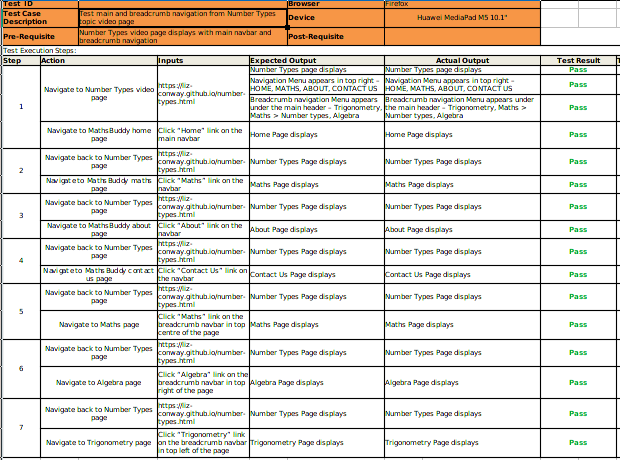 Test ID
Browser
Firefox
Test Case Description
Test main and breadcrumb navigation from Number Types topic video page
Device
Huawei MediaPad M5 10.1"
Pre-Requisite
Number Types video page displays with main navbar and breadcrumb navigation
Post-Requisite
Test Execution Steps:
Step
Action
Inputs
Expected Output
Actual Output
Test Result
1
Navigate to Number Types video page
https://liz-conway.github.io/number-types.html
Number Types page displays
Number Types page displays
Pass
Navigation Menu appears in top right – HOME, MATHS, ABOUT, CONTACT US
Navigation Menu appears in top right – HOME, MATHS, ABOUT, CONTACT US
Pass
Breadcrumb navigation Menu appears under the main header – Trigonometry, Maths > Number types, Algebra
Breadcrumb navigation Menu appears under the main header – Trigonometry, Maths > Number types, Algebra
Pass
Navigate to MathsBuddy home page
Click "Home" link on the main navbar
Home Page displays
Home Page displays
Pass
2
Navigate back to Number Types page
https://liz-conway.github.io/number-types.html
Number Types Page displays
Number Types Page displays
Pass
Navigate to MathsBuddy maths page
Click "Maths" link on the navbar
Maths Page displays
Maths Page displays
Pass
3
Navigate back to Number Types page
https://liz-conway.github.io/number-types.html
Number Types Page displays
Number Types Page displays
Pass
Navigate to MathsBuddy about page
Click "About" link on the navbar
About Page displays
About Page displays
Pass
4
Navigate back to Number Types page
https://liz-conway.github.io/number-types.html
Number Types Page displays
Number Types Page displays
Pass
Navigate to MathsBuddy contact us page
Click "Contact Us" link on the navbar
Contact Us Page displays
Contact Us Page displays
Pass
5
Navigate back to Number Types page
https://liz-conway.github.io/number-types.html
Number Types Page displays
Number Types Page displays
Pass
Navigate to Maths page
Click "Maths" link on the breadcrumb navbar in top centre of the page
Maths Page displays
Maths Page displays
Pass
6
Navigate back to Number Types page
https://liz-conway.github.io/number-types.html
Number Types Page displays
Number Types Page displays
Pass
Navigate to Algebra page
Click "Algebra" link on the breadcrumb navbar in top right of the page
Algebra Page displays
Algebra Page displays
Pass
7
Navigate back to Number Types page
https://liz-conway.github.io/number-types.html
Number Types Page displays
Number Types Page displays
Pass
Navigate to Trigonometry page
Click "Trigonometry" link on the breadcrumb navbar in top left of the page
Trigonometry Page displays
Trigonometry Page displays
Pass